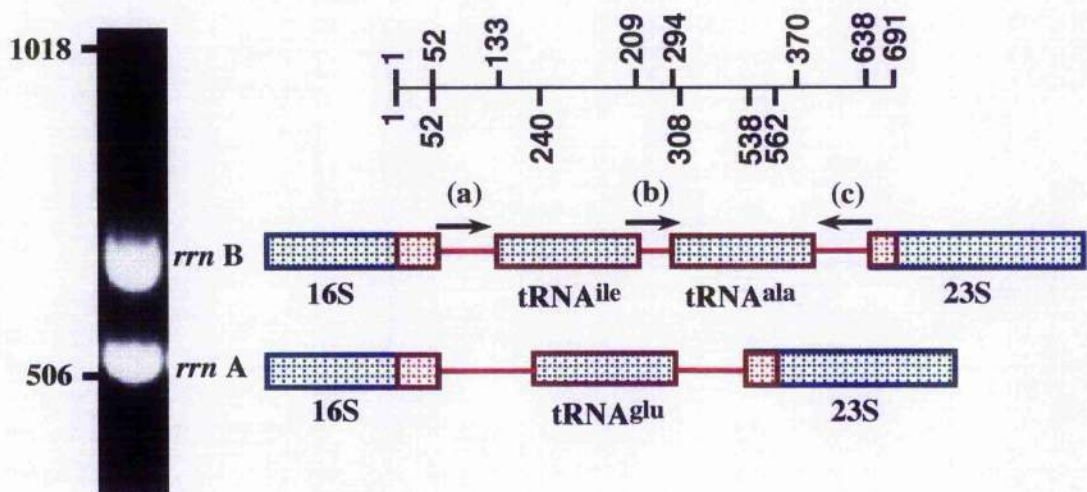 1018
506
1 52 133 209 294 370 638 691
1 52 240 308 538 562
(a) (b) (c)
rrn B
16S tRNAile tRNAala 23S
rrn A
16S tRNAglu 23S